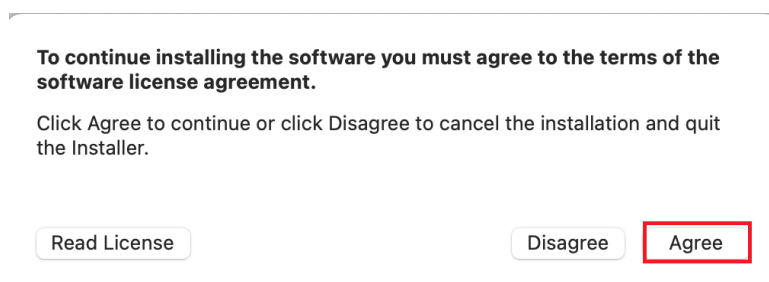 To continue installing the software you must agree to the terms of the
software license agreement.
Click Agree to continue or click Disagree to cancel the installation and quit
the Installer.
Read License
Disagree
Agree